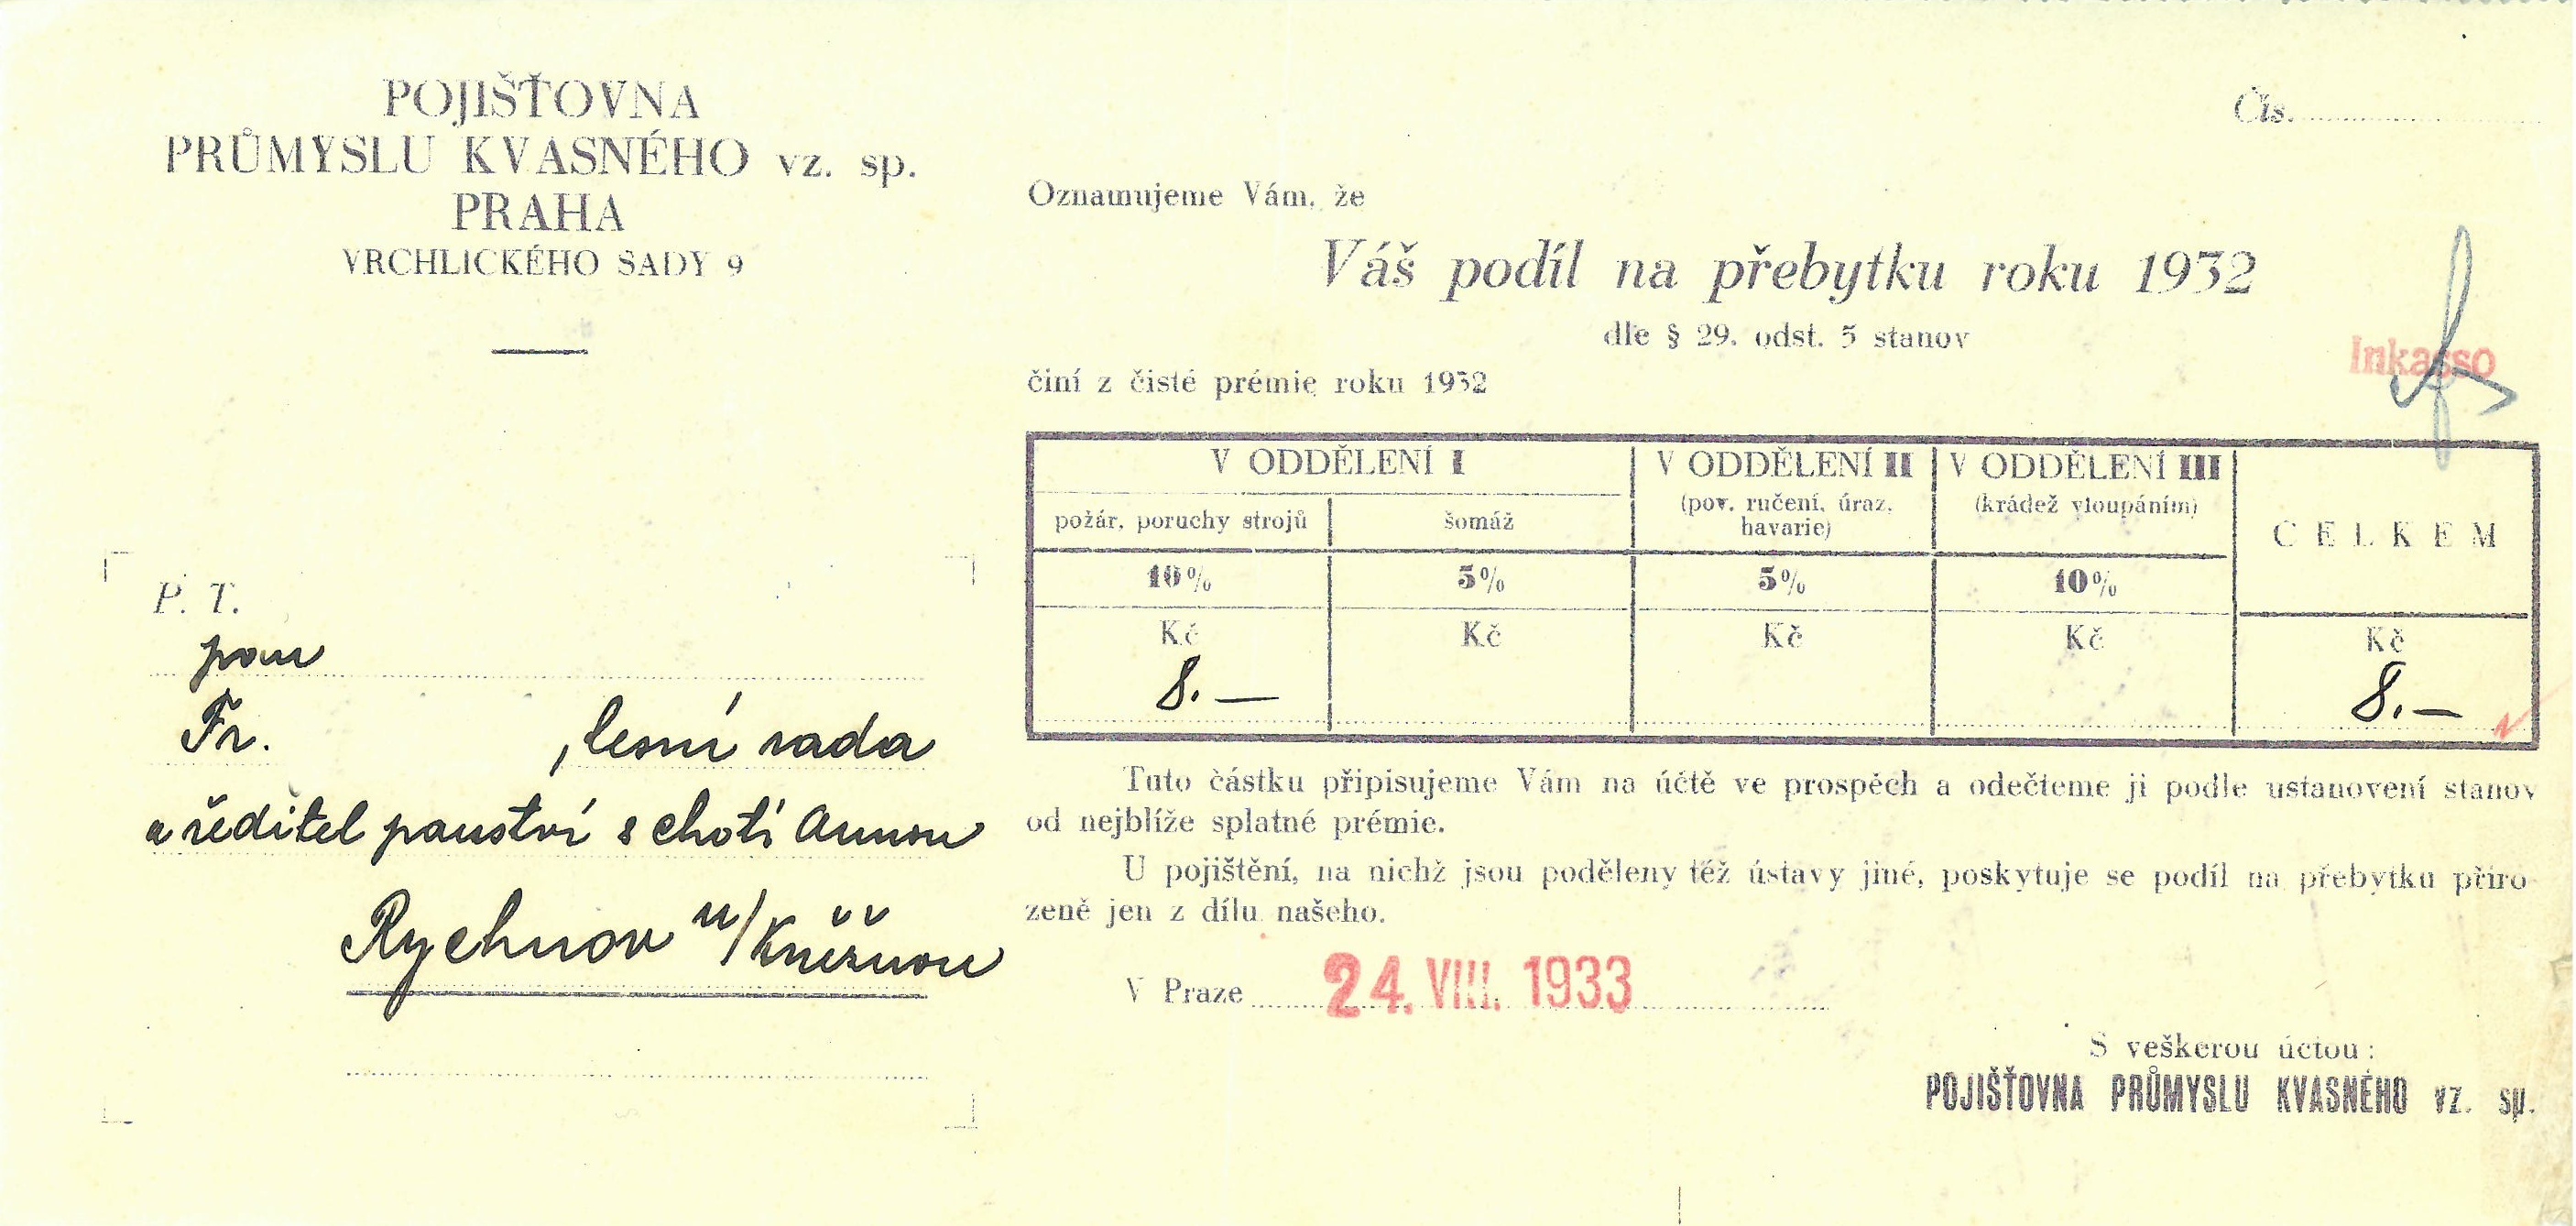 POJIŠŤOVNA
PRŮMYSLU KVASNÉHO vz. sp.
PRAHA
VRCHLICKÉHO SADY 9
P. T.
pan
Fr. , lesní rada
a ředitel panství s chotí Annou
Rychnov n/Kněžnou
Čís.
Oznamujeme Vám, že
Váš podíl na přebytku roku 1932
dle § 29. odst. 5 stanov
Inkasso
činí z čisté prémie roku 1932
V ODDĚLENÍ I V ODDĚLENÍ II V ODDĚLENÍ III
požár, poruchy strojů šomáž (pov. ručení, úraz, havarie) (krádež vloupáním) CELKEM
10% 5% 5% 10%
Kč Kč Kč Kč Kč
8.— 8.—
Tuto částku připisujeme Vám na účtě ve prospěch a odečteme ji podle ustanovení stanov
od nejblíže splatné prémie.
U pojištění, na nichž jsou poděleny též ústavy jiné, poskytuje se podíl na přebytku přiro-
zeně jen z dílu našeho.
V Praze 24. VIII. 1933
S veškerou úctou:
POJIŠŤOVNA PRŮMYSLU KVASNÉHO vz. sp.